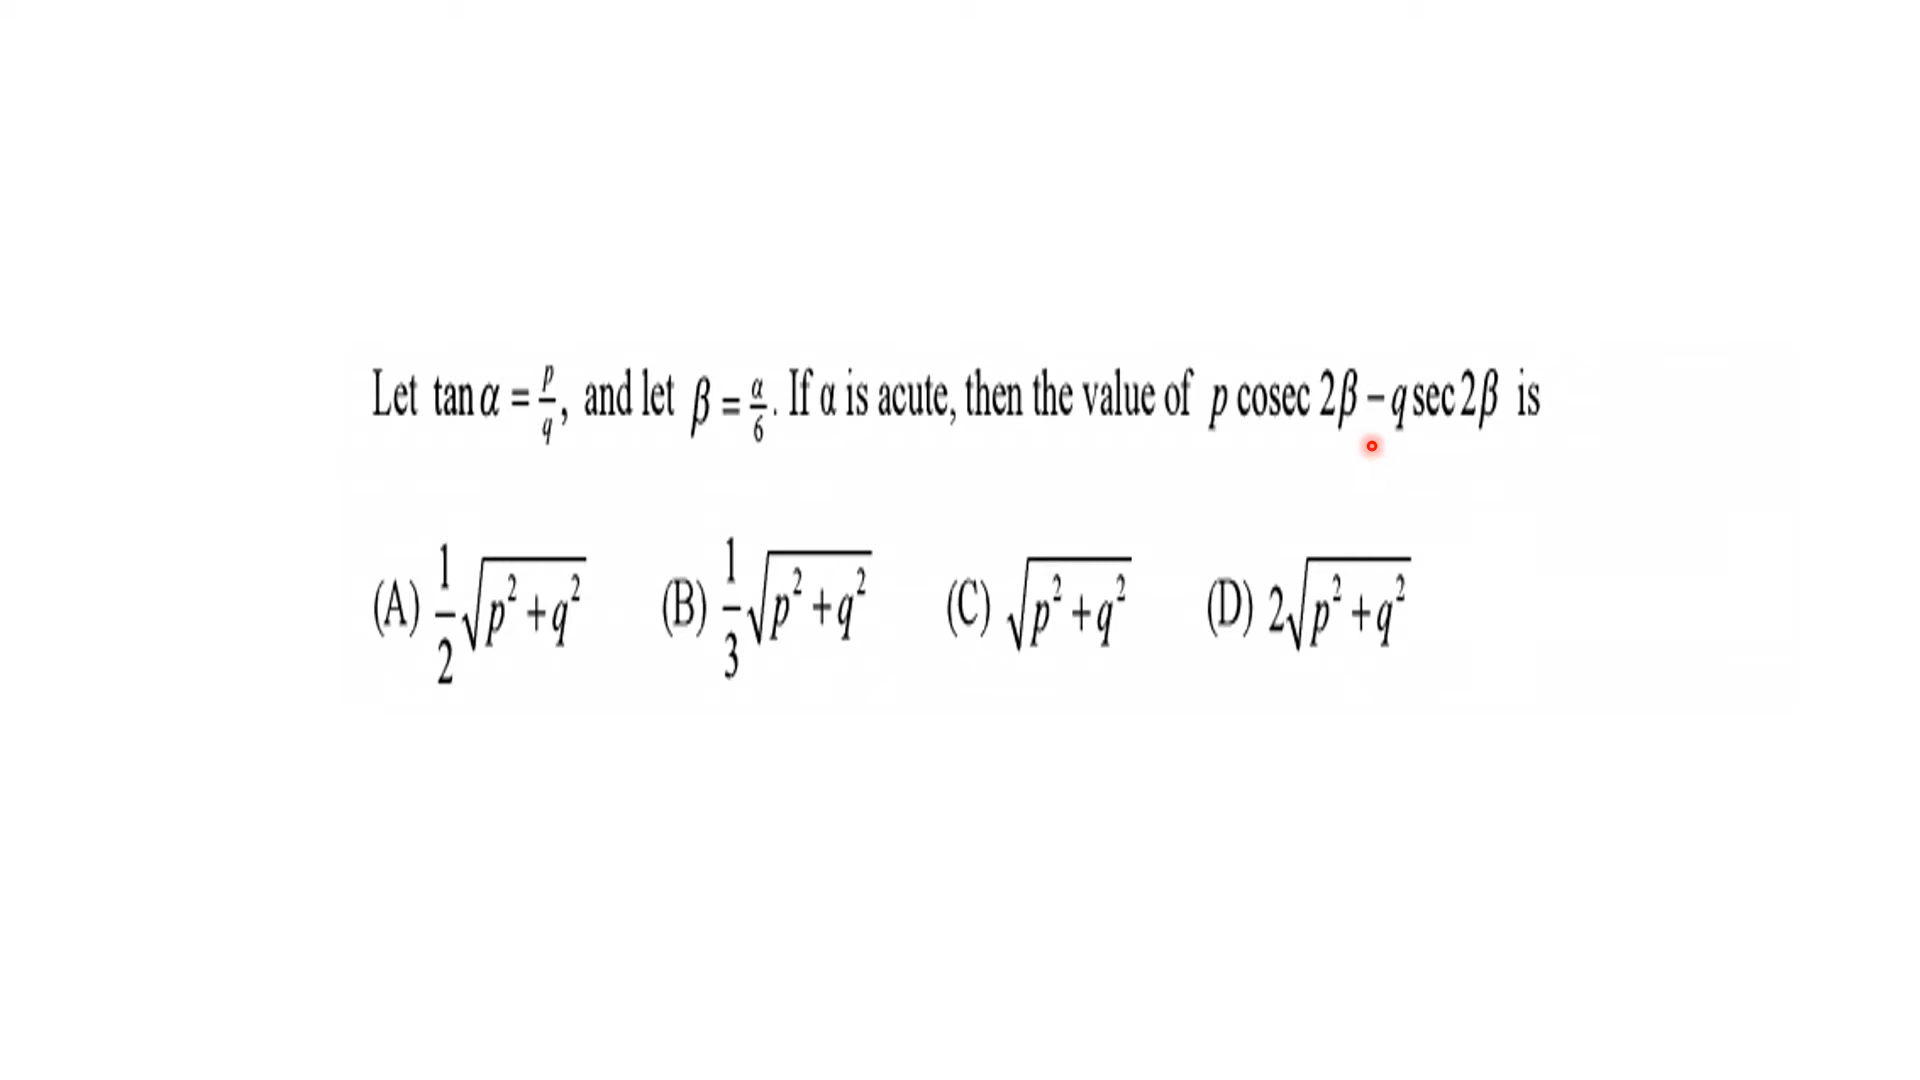 Let tan α = p/q, and let β = α/6. If α is acute, then the value of p cosec 2β − q sec 2β is
(A) 1/2 √(p² + q²) (B) 1/3 √(p² + q²) (C) √(p² + q²) (D) 2√(p² + q²)